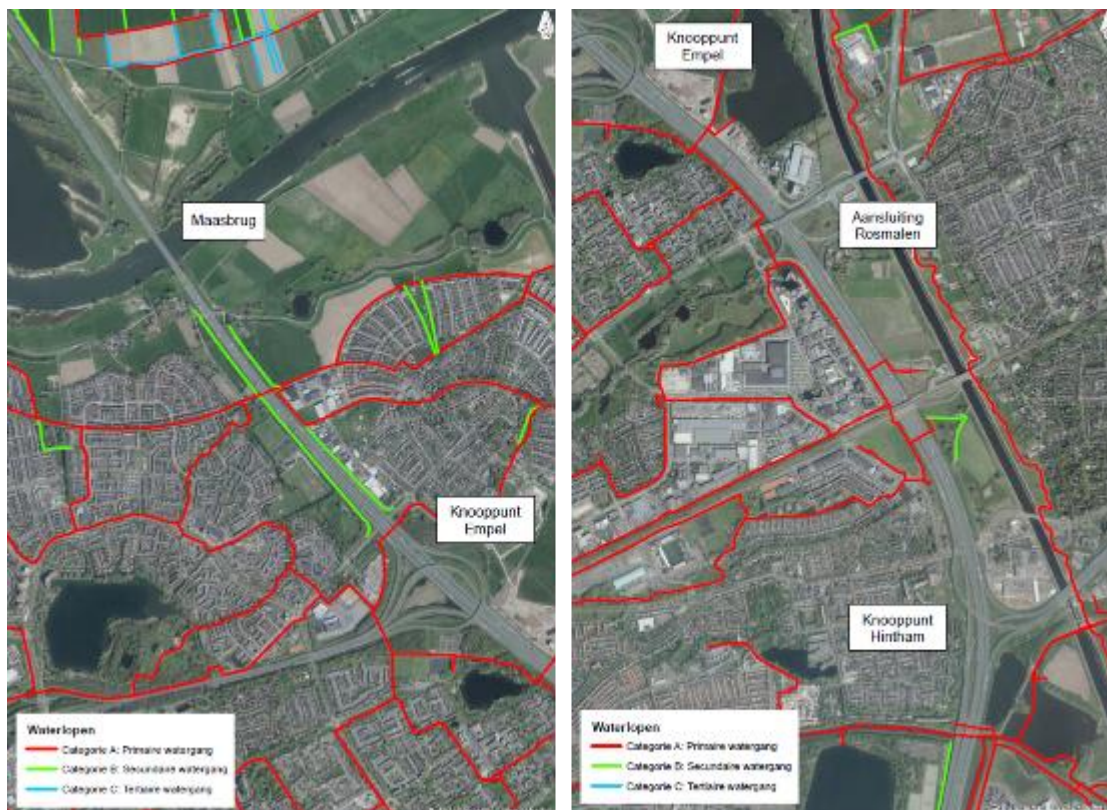 Maasbrug
Knooppunt
Empel
Waterlopen
Categorie A: Primaire watergang
Categorie B: Secundaire watergang
Categorie C: Tertiaire watergang
Knooppunt
Empel
Aansluiting
Rosmalen
Knooppunt
Hintham
Waterlopen
Categorie A: Primaire watergang
Categorie B: Secundaire watergang
Categorie C: Tertiaire watergang